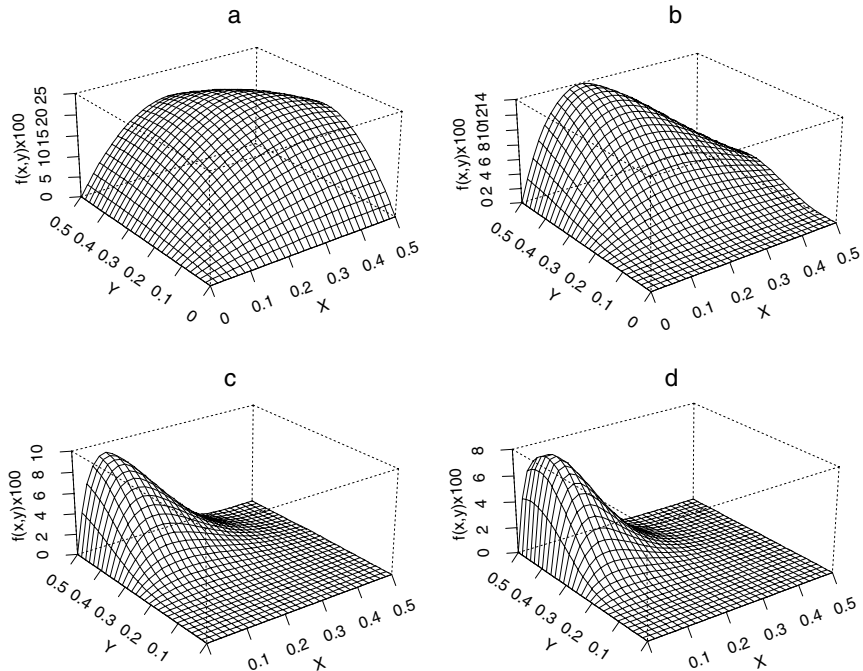 a
f(x,y)x100
0 5 10 15 20 25
0.5 0.4 0.3 0.2 0.1 0
Y
0 0.1 0.2 0.3 0.4 0.5
X
b
f(x,y)x100
0 2 4 6 8 10 12 14
0.5 0.4 0.3 0.2 0.1 0
Y
0 0.1 0.2 0.3 0.4 0.5
X
c
f(x,y)x100
0 2 4 6 8 10
0.5 0.4 0.3 0.2 0.1
Y
0.1 0.2 0.3 0.4 0.5
X
d
f(x,y)x100
0 2 4 6 8
0.5 0.4 0.3 0.2 0.1
Y
0.1 0.2 0.3 0.4 0.5
X